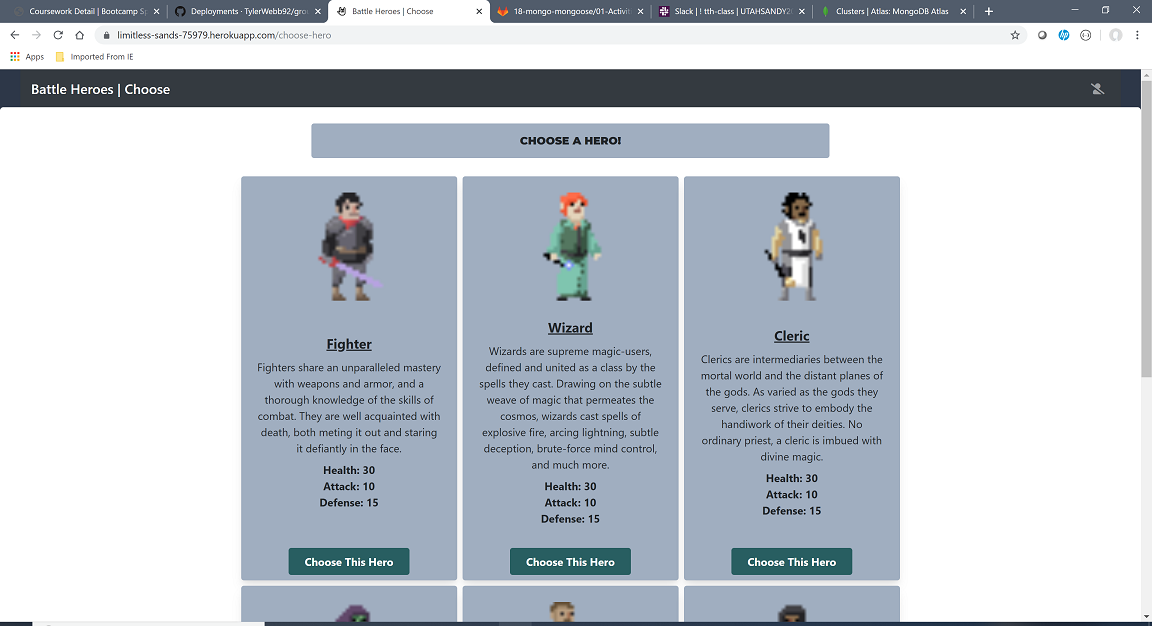 Coursework Detail | Bootcamp Sp
Deployments · TylerWebb92/gro
Battle Heroes | Choose
18-mongo-mongoose/01-Activit
Slack | ! tth-class | UTAHSANDY2
Clusters | Atlas: MongoDB Atlas
limitless-sands-75979.herokuapp.com/choose-hero
Apps
Imported From IE
Battle Heroes | Choose
CHOOSE A HERO!
Fighter
Fighters share an unparalleled mastery
with weapons and armor, and a
thorough knowledge of the skills of
combat. They are well acquainted with
death, both meting it out and staring
it defiantly in the face.
Health: 30
Attack: 10
Defense: 15
Choose This Hero
Wizard
Wizards are supreme magic-users,
defined and united as a class by the
spells they cast. Drawing on the subtle
weave of magic that permeates the
cosmos, wizards cast spells of
explosive fire, arcing lightning, subtle
deception, brute-force mind control,
and much more.
Health: 30
Attack: 10
Defense: 15
Choose This Hero
Cleric
Clerics are intermediaries between the
mortal world and the distant planes of
the gods. As varied as the gods they
serve, clerics strive to embody the
handiwork of their deities. No
ordinary priest, a cleric is imbued with
divine magic.
Health: 30
Attack: 10
Defense: 15
Choose This Hero